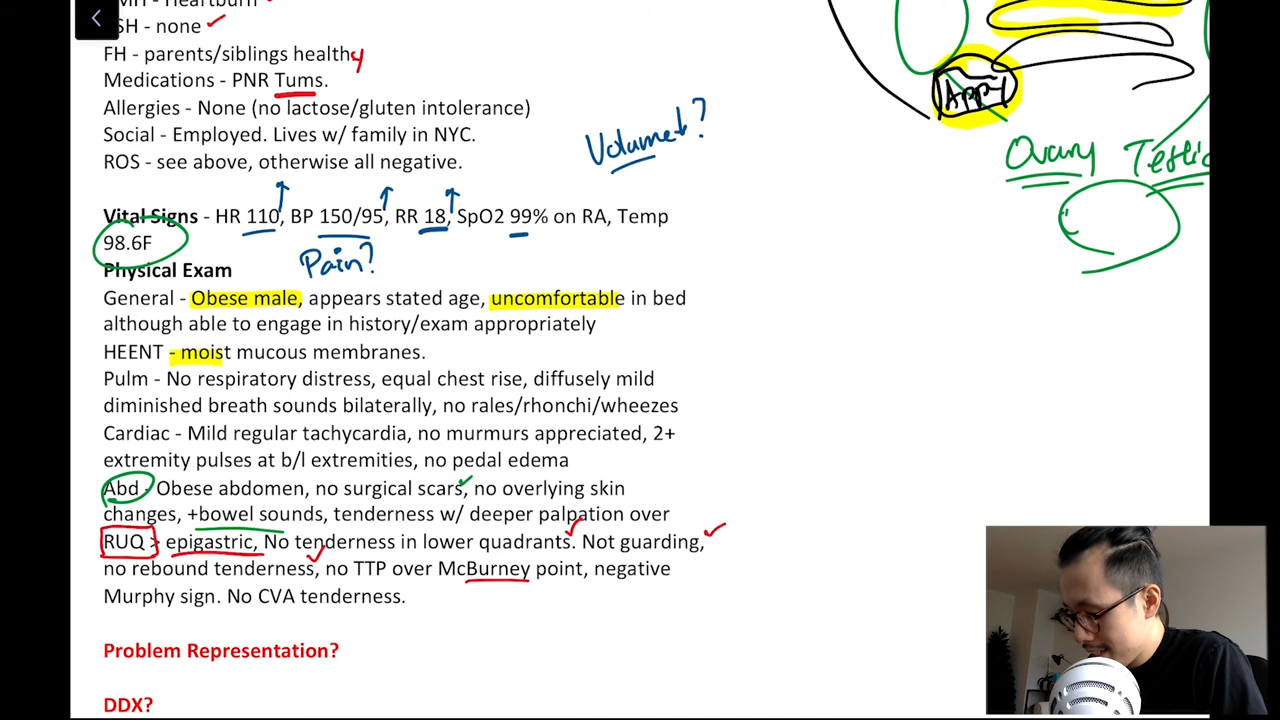 PMH - Heartburn
PSH - none
FH - parents/siblings healthy
Medications - PNR Tums.
Allergies - None (no lactose/gluten intolerance)
Social - Employed. Lives w/ family in NYC.
ROS - see above, otherwise all negative.
Volume?
APPY
Ovary Testic
Vital Signs - HR 110, BP 150/95, RR 18, SpO2 99% on RA, Temp
98.6F
Pain?
Physical Exam
General - Obese male, appears stated age, uncomfortable in bed
although able to engage in history/exam appropriately
HEENT - moist mucous membranes.
Pulm - No respiratory distress, equal chest rise, diffusely mild
diminished breath sounds bilaterally, no rales/rhonchi/wheezes
Cardiac - Mild regular tachycardia, no murmurs appreciated, 2+
extremity pulses at b/l extremities, no pedal edema
Abd - Obese abdomen, no surgical scars, no overlying skin
changes, +bowel sounds, tenderness w/ deeper palpation over
RUQ > epigastric, No tenderness in lower quadrants. Not guarding,
no rebound tenderness, no TTP over McBurney point, negative
Murphy sign. No CVA tenderness.
Problem Representation?
DDX?